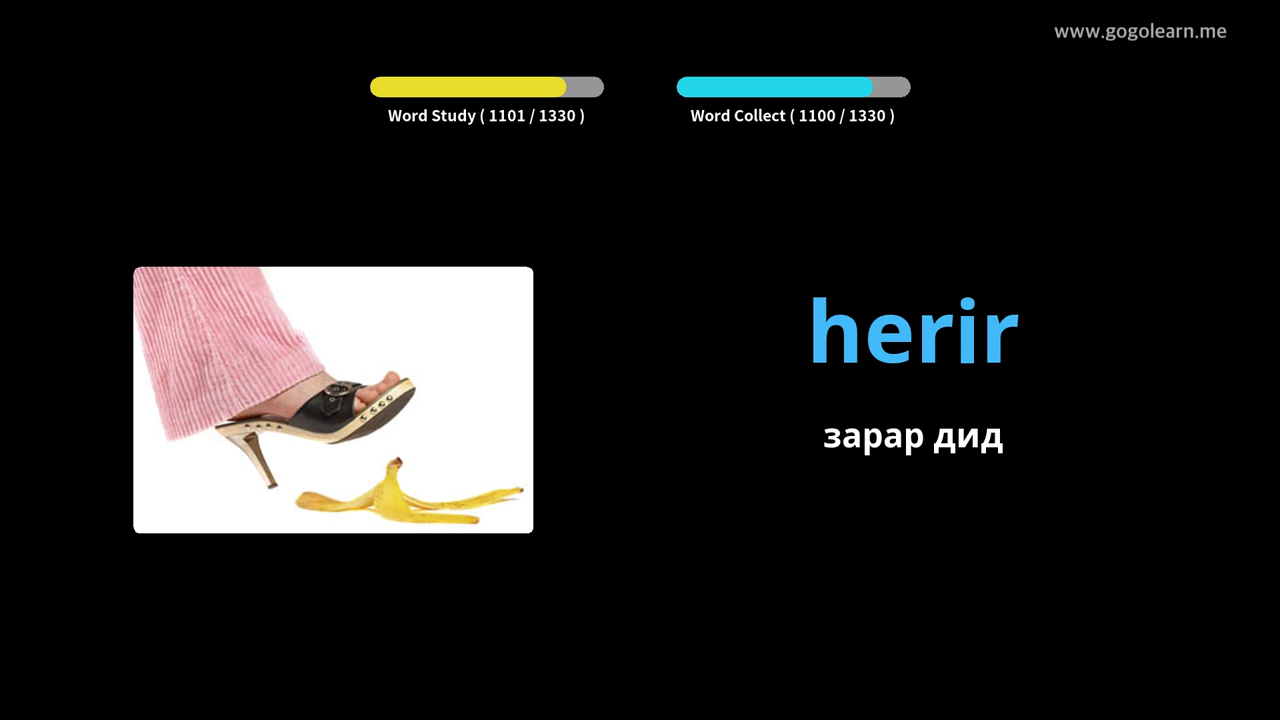 www.gogolearn.me
Word Study ( 1101 / 1330 )
Word Collect ( 1100 / 1330 )
herir
зарар дид